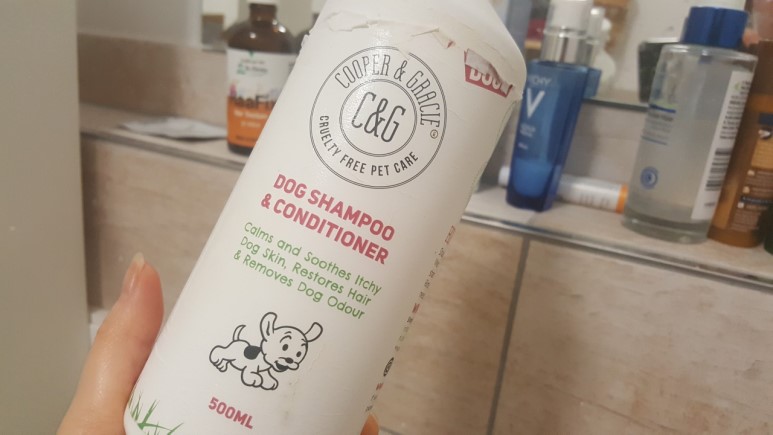 COOPER & GRACIE
C&G
CRUELTY FREE PET CARE
DOG SHAMPOO
& CONDITIONER
Calms and Soothes Itchy
Dog Skin, Restores Hair
& Removes Dog Odour
500ML
VICHY
V